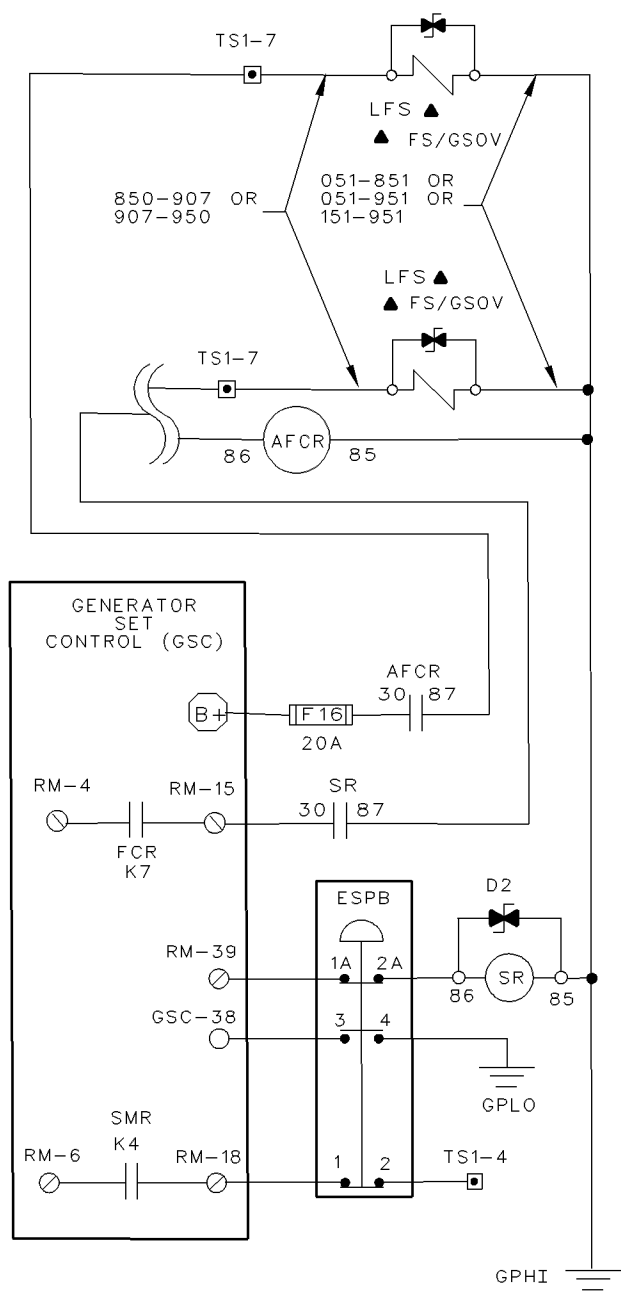 TS1-7
LFS ▲
▲ FS/GSOV
850-907 OR
907-950
051-851 OR
051-951 OR
151-951
LFS ▲
▲ FS/GSOV
TS1-7
86 AFCR 85
GENERATOR
SET
CONTROL (GSC)
AFCR
30 87
B+ F16
20A
RM-4 RM-15 SR
30 87
FCR
K7
ESPB D2
RM-39 1A 2A
86 SR 85
GSC-38 3 4
GPLO
SMR
K4
RM-6 RM-18 1 2 TS1-4
GPHI